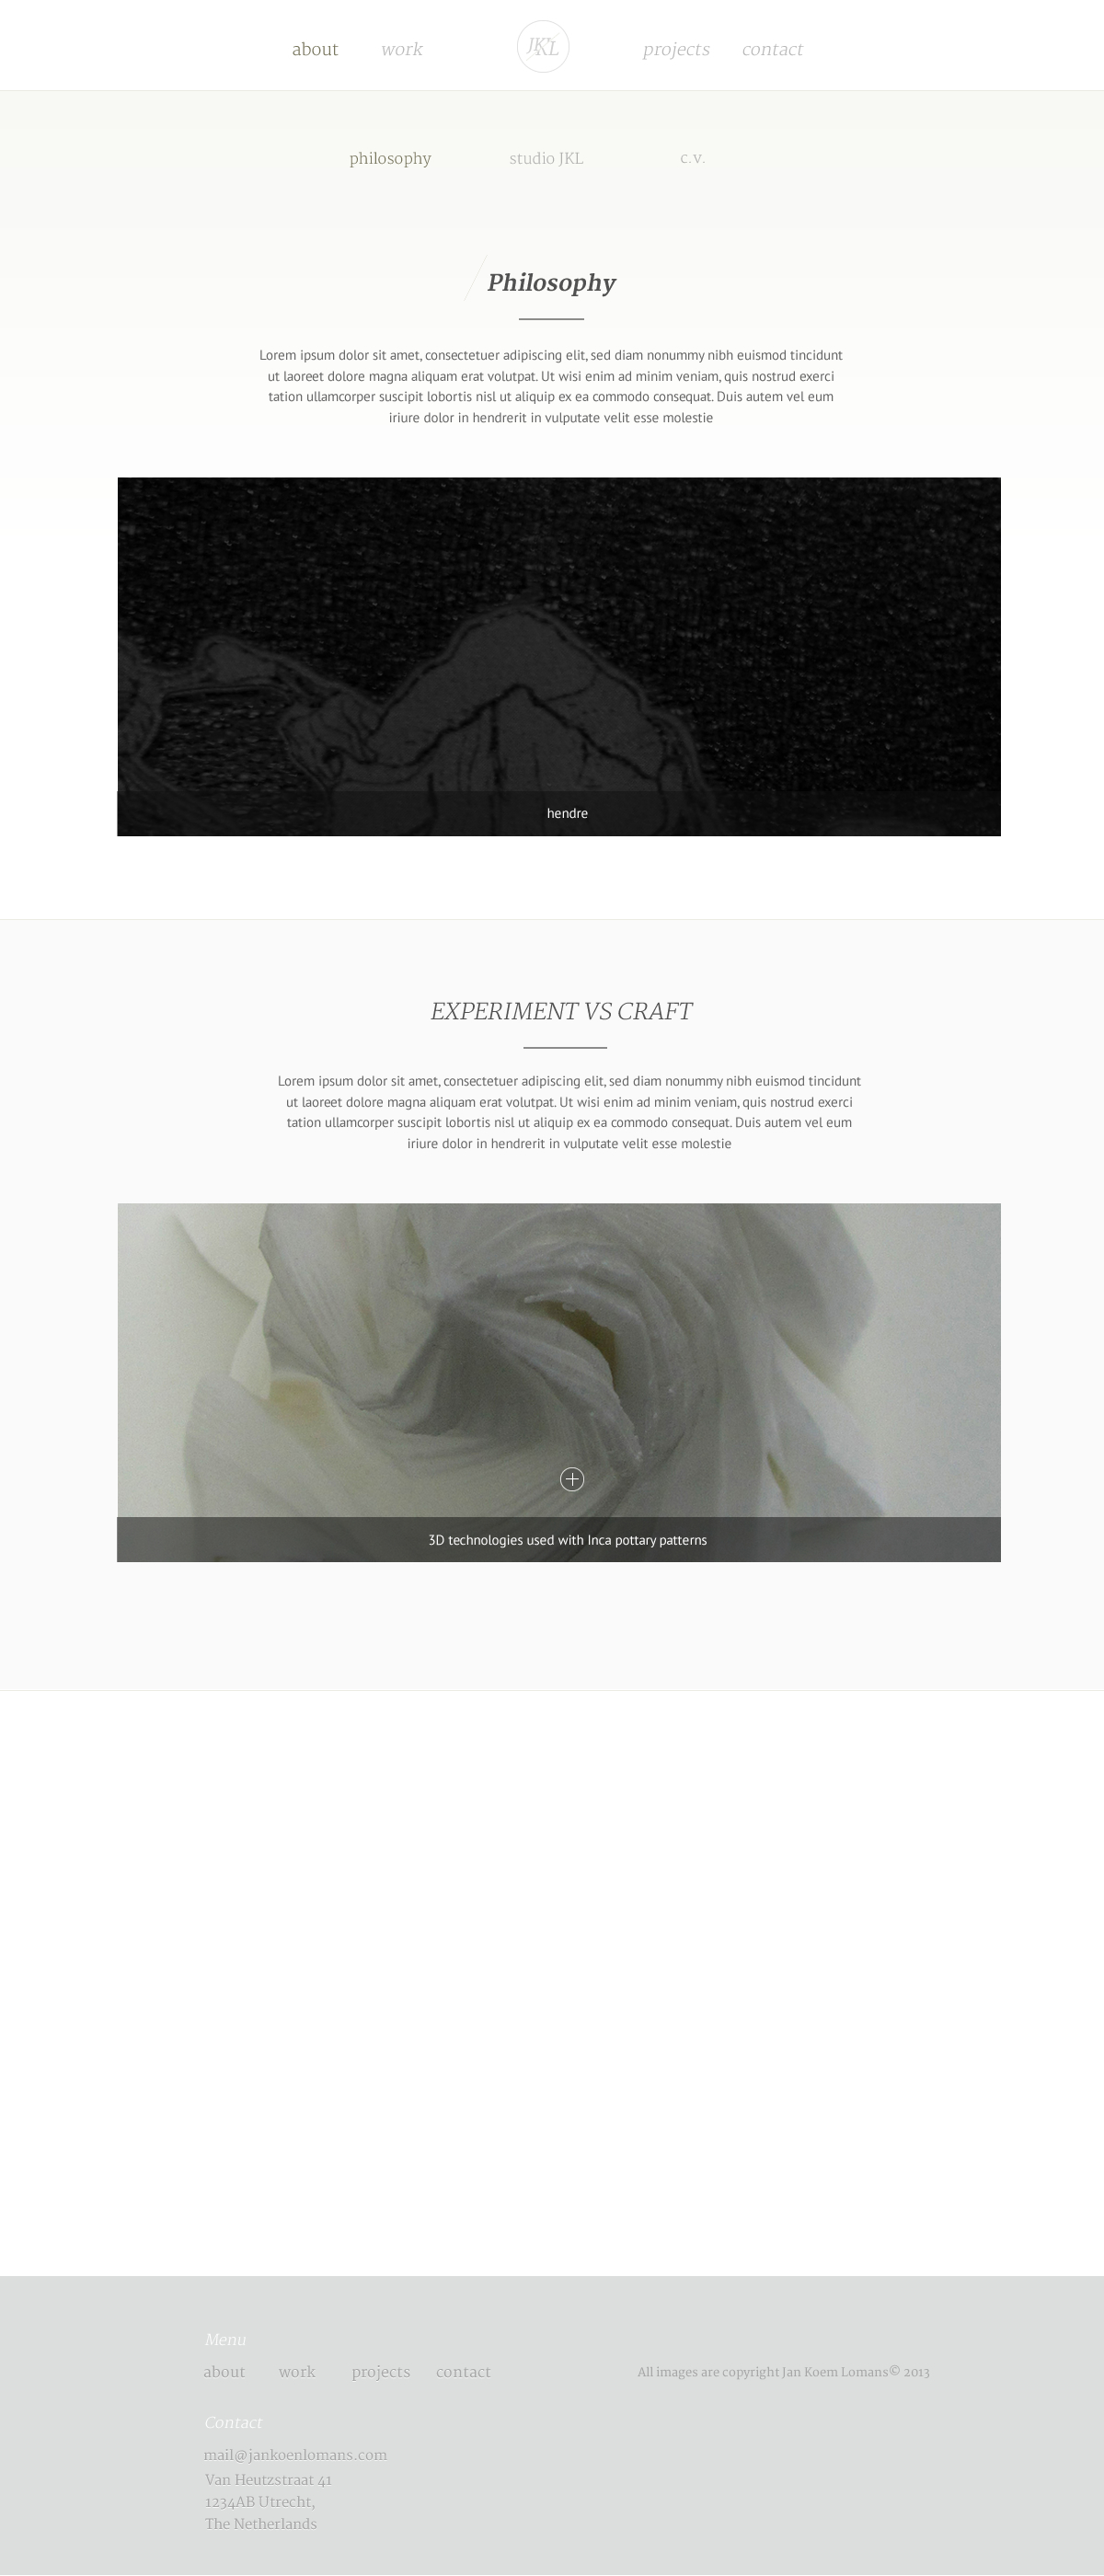 about work JKL projects contact
philosophy studio JKL c.v.
Philosophy
Lorem ipsum dolor sit amet, consectetuer adipiscing elit, sed diam nonummy nibh euismod tincidunt
ut laoreet dolore magna aliquam erat volutpat. Ut wisi enim ad minim veniam, quis nostrud exerci
tation ullamcorper suscipit lobortis nisl ut aliquip ex ea commodo consequat. Duis autem vel eum
iriure dolor in hendrerit in vulputate velit esse molestie
hendre
EXPERIMENT VS CRAFT
Lorem ipsum dolor sit amet, consectetuer adipiscing elit, sed diam nonummy nibh euismod tincidunt
ut laoreet dolore magna aliquam erat volutpat. Ut wisi enim ad minim veniam, quis nostrud exerci
tation ullamcorper suscipit lobortis nisl ut aliquip ex ea commodo consequat. Duis autem vel eum
iriure dolor in hendrerit in vulputate velit esse molestie
3D technologies used with Inca pottary patterns
Menu
about work projects contact
All images are copyright Jan Koem Lomans© 2013
Contact
mail@jankoenlomans.com
Van Heutzstraat 41
1234AB Utrecht,
The Netherlands